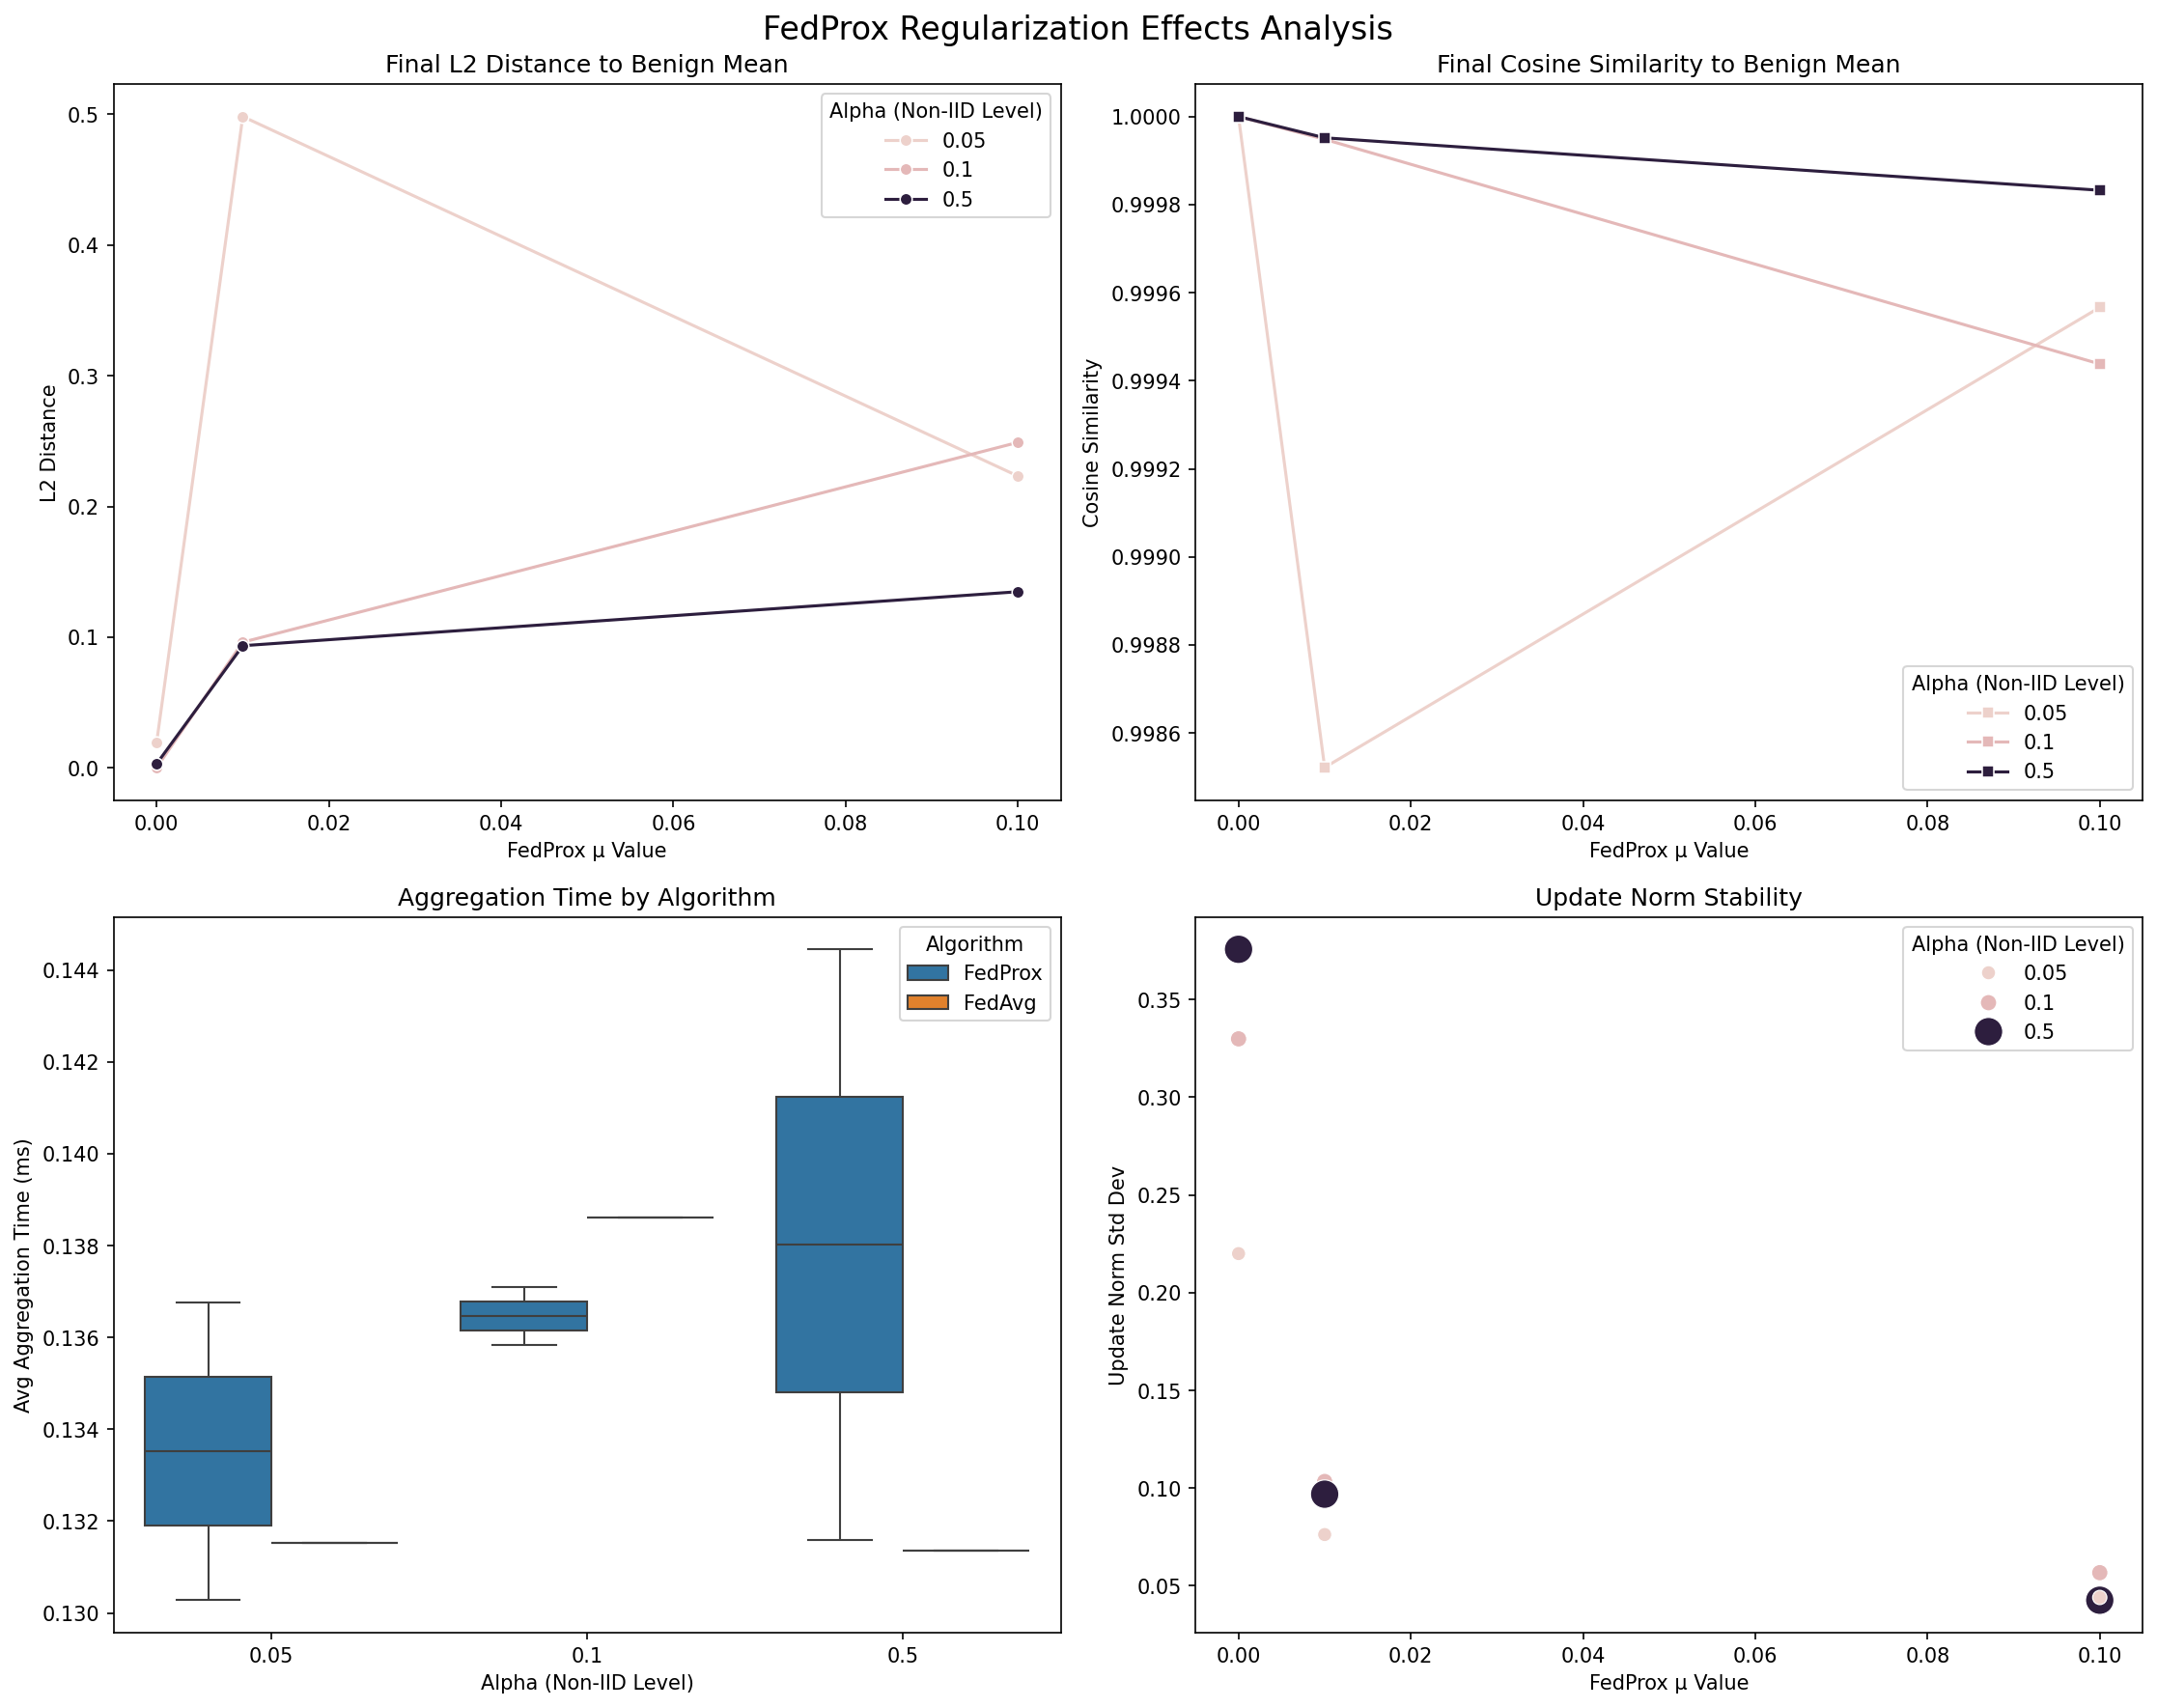 FedProx Regularization Effects Analysis
Final L2 Distance to Benign Mean
L2 Distance
0.5
0.4
0.3
0.2
0.1
0.0
0.00 0.02 0.04 0.06 0.08 0.10
FedProx μ Value
Alpha (Non-IID Level)
0.05
0.1
0.5
Final Cosine Similarity to Benign Mean
Cosine Similarity
1.0000
0.9998
0.9996
0.9994
0.9992
0.9990
0.9988
0.9986
0.00 0.02 0.04 0.06 0.08 0.10
FedProx μ Value
Alpha (Non-IID Level)
0.05
0.1
0.5
Aggregation Time by Algorithm
Avg Aggregation Time (ms)
0.144
0.142
0.140
0.138
0.136
0.134
0.132
0.130
0.05 0.1 0.5
Alpha (Non-IID Level)
Algorithm
FedProx
FedAvg
Update Norm Stability
Update Norm Std Dev
0.35
0.30
0.25
0.20
0.15
0.10
0.05
0.00 0.02 0.04 0.06 0.08 0.10
FedProx μ Value
Alpha (Non-IID Level)
0.05
0.1
0.5